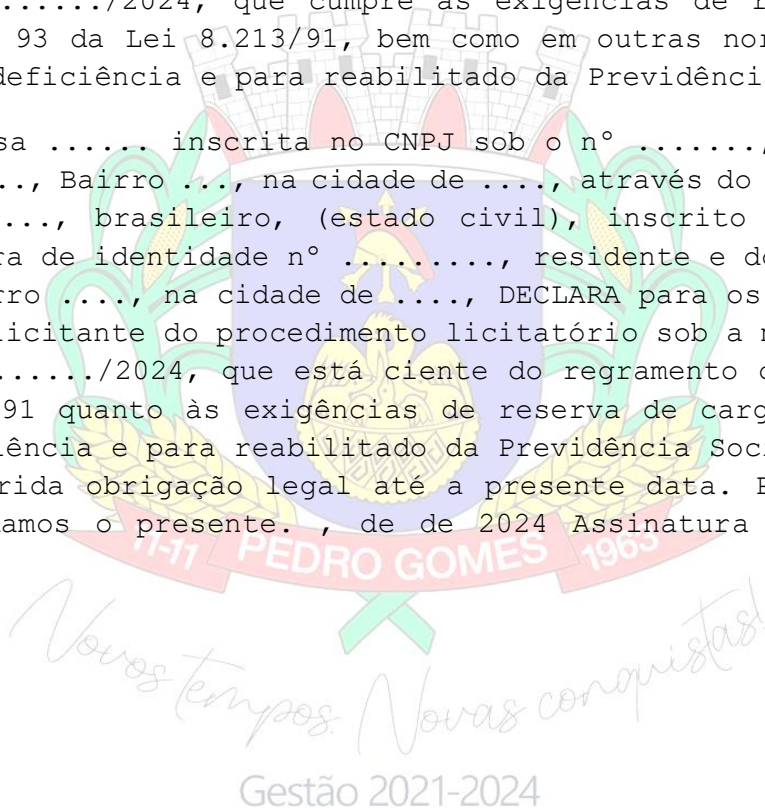 ......./2024, que cumpre as exigências de r
93 da Lei 8.213/91, bem como em outras nor
deficiência e para reabilitado da Previdência
sa ...... inscrita no CNPJ sob o nº .......,
.., Bairro ..., na cidade de ...., através do
..., brasileiro, (estado civil), inscrito
ra de identidade nº ........., residente e do
rro ...., na cidade de ...., DECLARA para os
licitante do procedimento licitatório sob a m
....../2024, que está ciente do regramento c
91 quanto às exigências de reserva de carg
iência e para reabilitado da Previdência Soc
rida obrigação legal até a presente data. E
amos o presente. , de de 2024 Assinatura
11-11 PEDRO GOMES 1963
Novos tempos. Novas conquistas!
Gestão 2021-2024